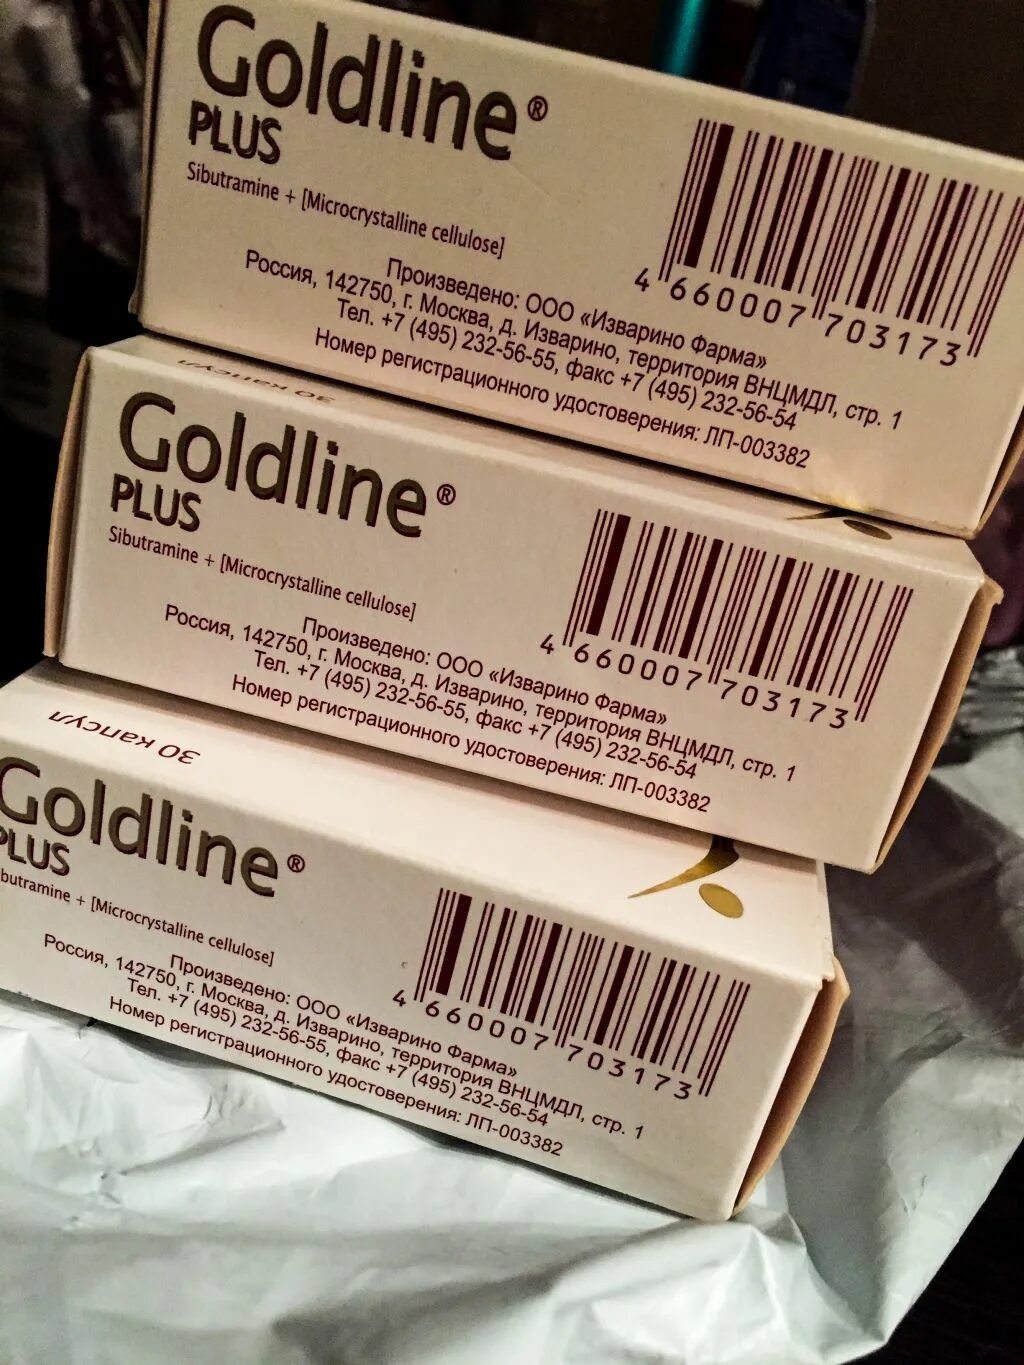 Goldline®
PLUS
Sibutramine + [Microcrystalline cellulose]
Произведено: ООО «Изварино Фарма»
Россия, 142750, г. Москва, д. Изварино, территория ВНЦМДЛ, стр. 1
Тел. +7 (495) 232-56-55, факс +7 (495) 232-56-54
Номер регистрационного удостоверения: ЛП-003382
4 660007 703173
30 капсул
Goldline®
PLUS
Sibutramine + [Microcrystalline cellulose]
Произведено: ООО «Изварино Фарма»
Россия, 142750, г. Москва, д. Изварино, территория ВНЦМДЛ, стр. 1
Тел. +7 (495) 232-56-55, факс +7 (495) 232-56-54
Номер регистрационного удостоверения: ЛП-003382
4 660007 703173
30 капсул
Goldline®
PLUS
butramine + [Microcrystalline cellulose]
Произведено: ООО «Изварино Фарма»
Россия, 142750, г. Москва, д. Изварино, территория ВНЦМДЛ, стр. 1
Тел. +7 (495) 232-56-55, факс +7 (495) 232-56-54
Номер регистрационного удостоверения: ЛП-003382
4 660007 703173